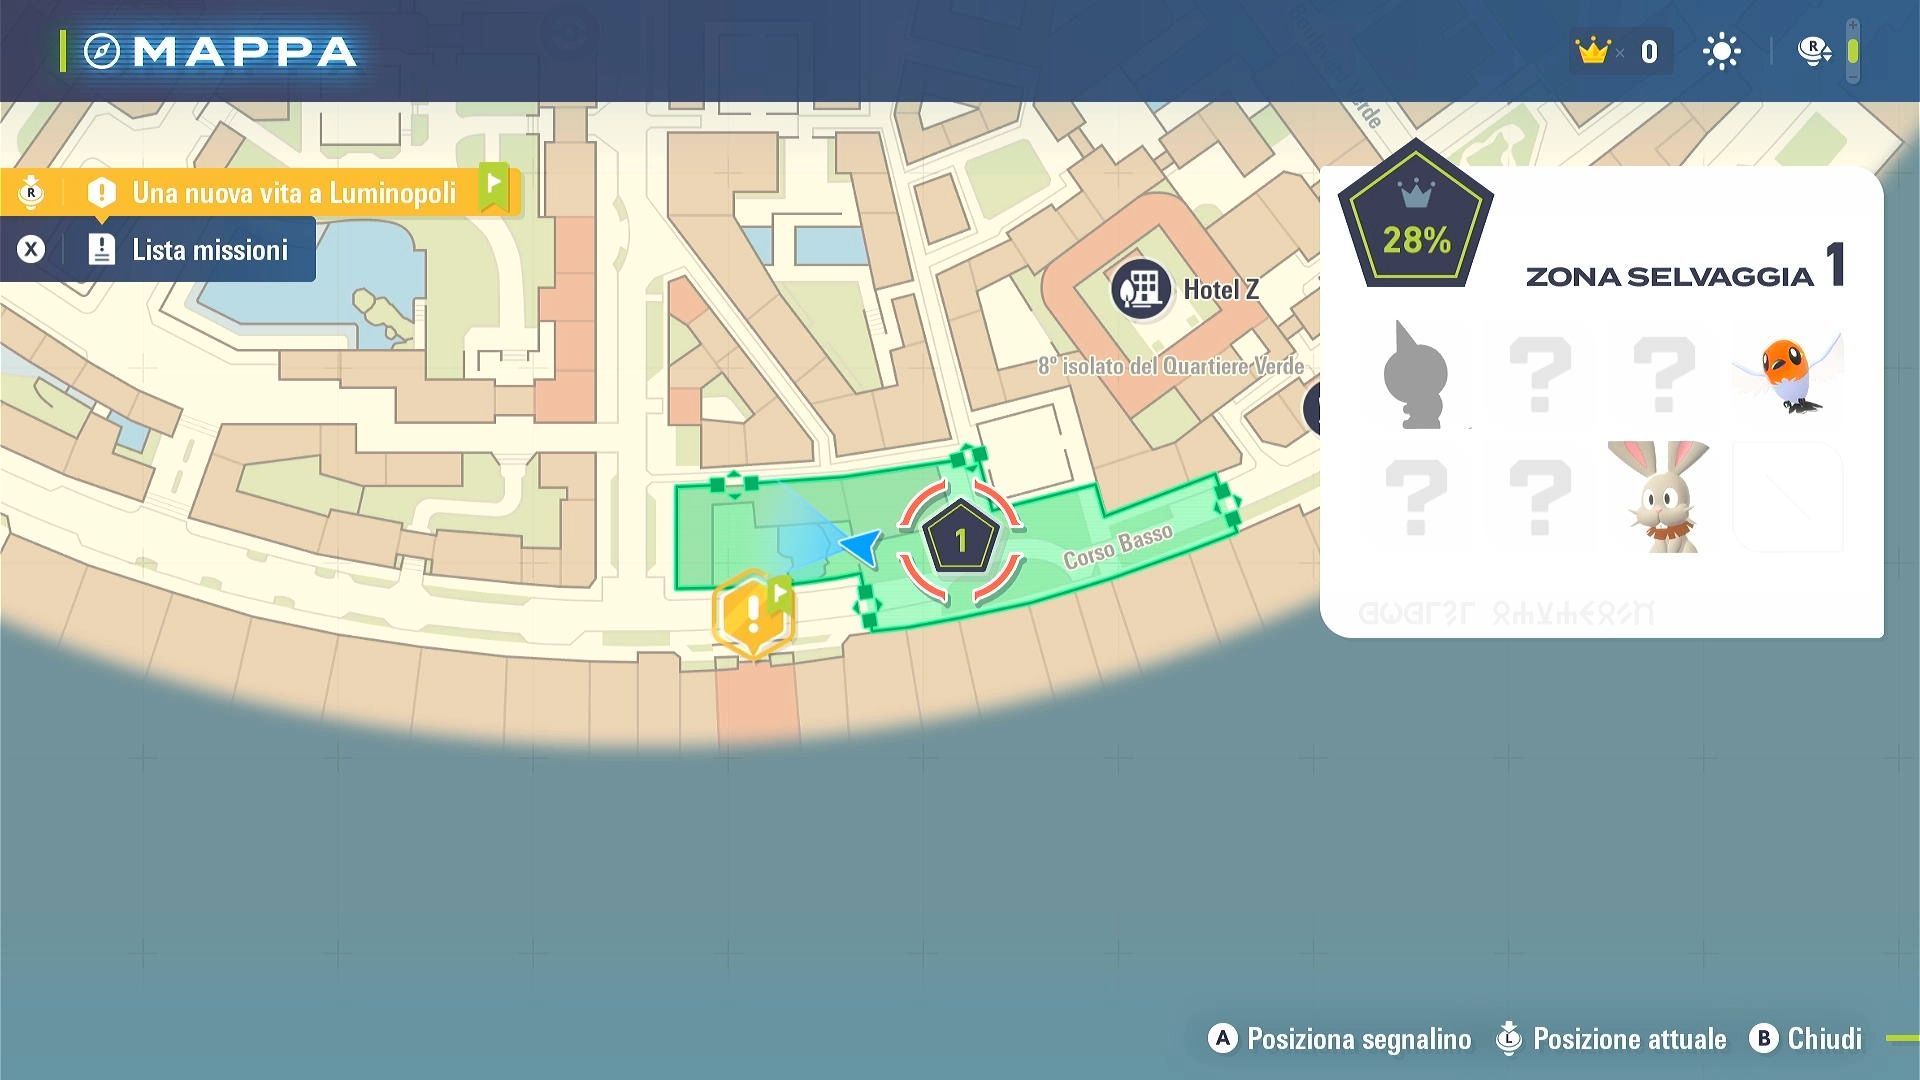 MAPPA
× 0
R
R
Una nuova vita a Luminopoli
X
Lista missioni
28%
ZONA SELVAGGIA 1
Hotel Z
8º isolato del Quartiere Verde
? ?
1
Corso Basso
? ?
A Posiziona segnalino
L Posizione attuale
B Chiudi